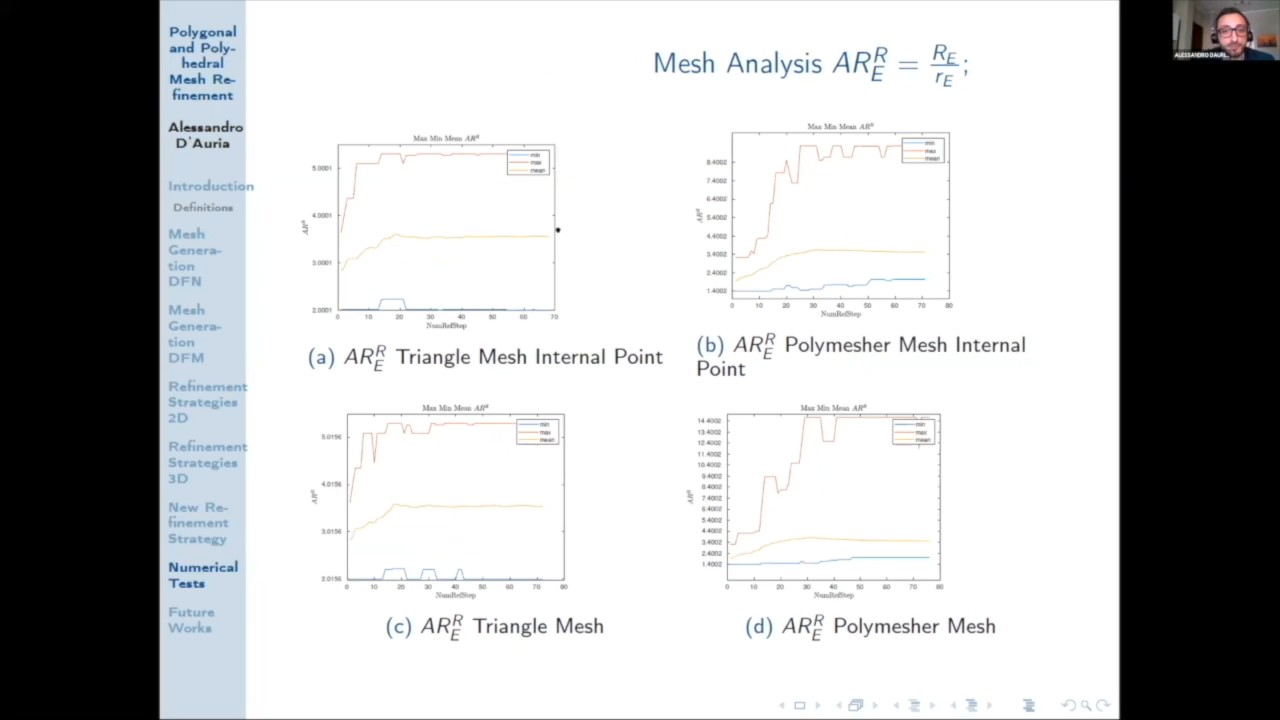 Polygonal
and Poly-
hedral
Mesh Re-
finement
Alessandro
D'Auria
Introduction
Definitions
Mesh
Genera-
tion
DFN
Mesh
Genera-
tion
DFM
Refinement
Strategies
2D
Refinement
Strategies
3D
New Re-
finement
Strategy
Numerical
Tests
Future
Works
Mesh Analysis AR_E^R = R_E/r_E;
Max Min Mean AR^R
min
max
mean
5.0001
4.0001
3.0001
2.0001
AR^R
0 10 20 30 40 50 60 70
NumRefStep
(a) AR_E^R Triangle Mesh Internal Point
Max Min Mean AR^R
min
max
mean
8.4002
7.4002
6.4002
5.4002
4.4002
3.4002
2.4002
1.4002
AR^R
0 10 20 30 40 50 60 70 80
NumRefStep
(b) AR_E^R Polymesher Mesh Internal
Point
Max Min Mean AR^R
min
max
mean
5.0156
4.0156
3.0156
2.0156
AR^R
0 10 20 30 40 50 60 70 80
NumRefStep
(c) AR_E^R Triangle Mesh
Max Min Mean AR^R
min
max
mean
14.4002
13.4002
12.4002
11.4002
10.4002
9.4002
8.4002
7.4002
6.4002
5.4002
4.4002
3.4002
2.4002
1.4002
AR^R
0 10 20 30 40 50 60 70 80
NumRefStep
(d) AR_E^R Polymesher Mesh
ALESSANDRO DAURI...